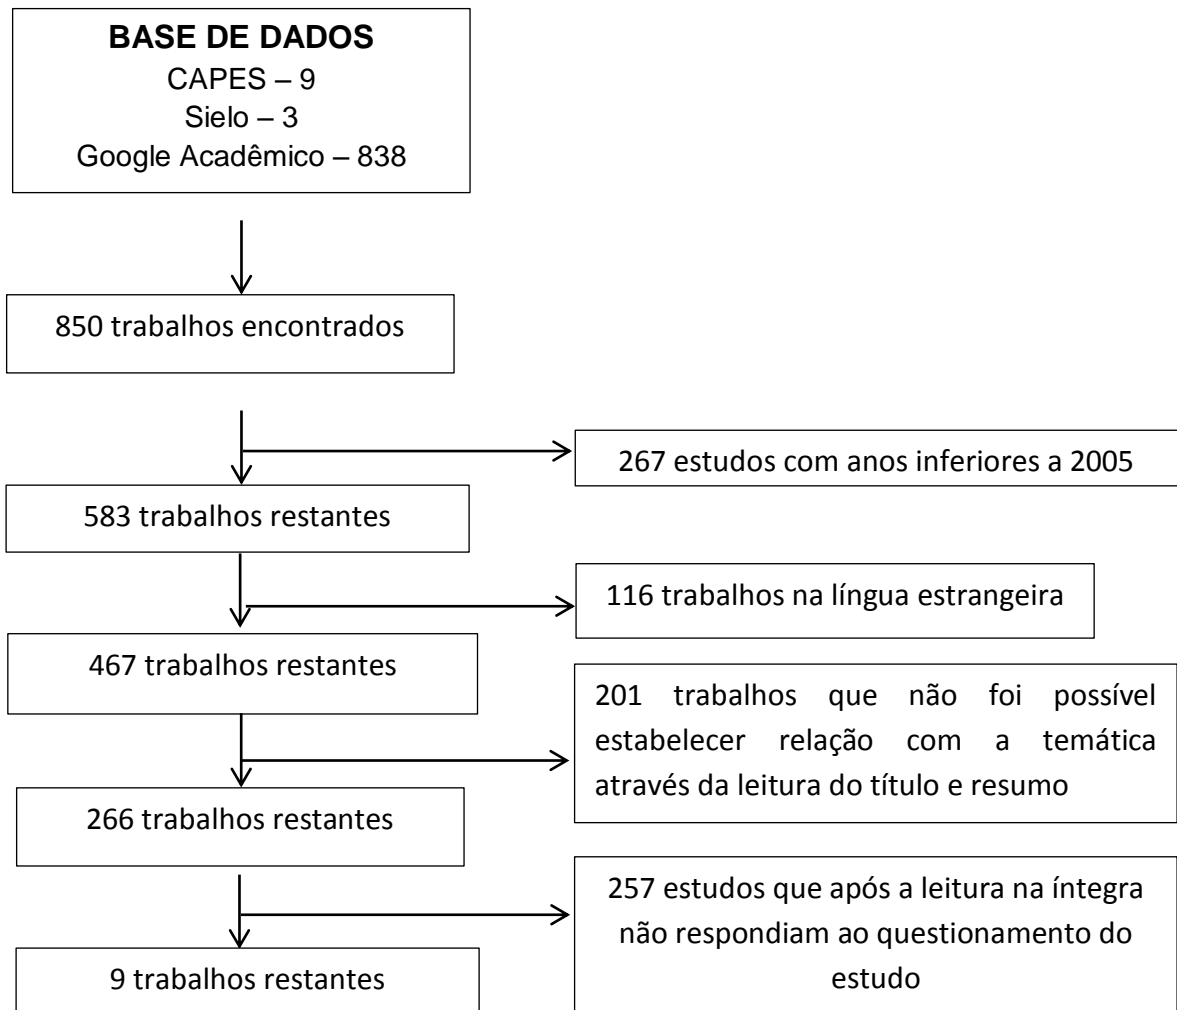 BASE DE DADOS
CAPES – 9
Sielo – 3
Google Acadêmico – 838
850 trabalhos encontrados
267 estudos com anos inferiores a 2005
583 trabalhos restantes
116 trabalhos na língua estrangeira
467 trabalhos restantes
201 trabalhos que não foi possível
estabelecer relação com a temática
através da leitura do título e resumo
266 trabalhos restantes
257 estudos que após a leitura na íntegra
não respondiam ao questionamento do
estudo
9 trabalhos restantes